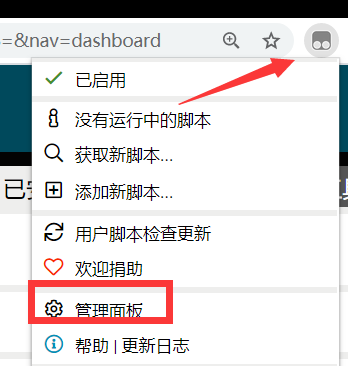 =&nav=dashboard
已启用
没有运行中的脚本
获取新脚本...
已
添加新脚本...
用户脚本检查更新
欢迎捐助
管理面板
帮助 | 更新日志